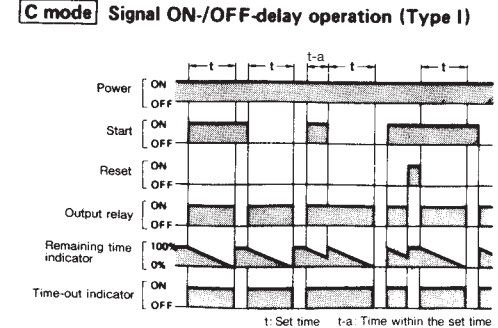 C mode Signal ON-/OFF-delay operation (Type I)
t-a
t t t t
Power ON
OFF
Start ON
OFF
Reset ON
OFF
Output relay ON
OFF
Remaining time indicator 100%
0%
Time-out indicator ON
OFF
t: Set time t-a: Time within the set time